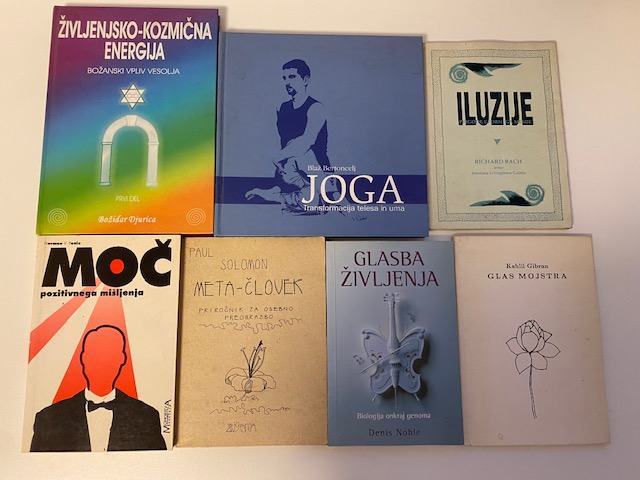 ŽIVLJENJSKO-KOZMIČNA
ENERGIJA
BOŽANSKI VPLIV VESOLJA
PRVI DEL
Božidar Djurica
Blaž Bertoncelj
JOGA
Transformacija telesa in uma
ILUZIJE
RICHARD BACH
MOČ
pozitivnega mišljenja
PAUL
SOLOMON
META-ČLOVEK
PRIROČNIK ZA OSEBNO
PREOBRAZBO
GLASBA
ŽIVLJENJA
Biologija onkraj genoma
Denis Noble
Kahlil Gibran
GLAS MOJSTRA